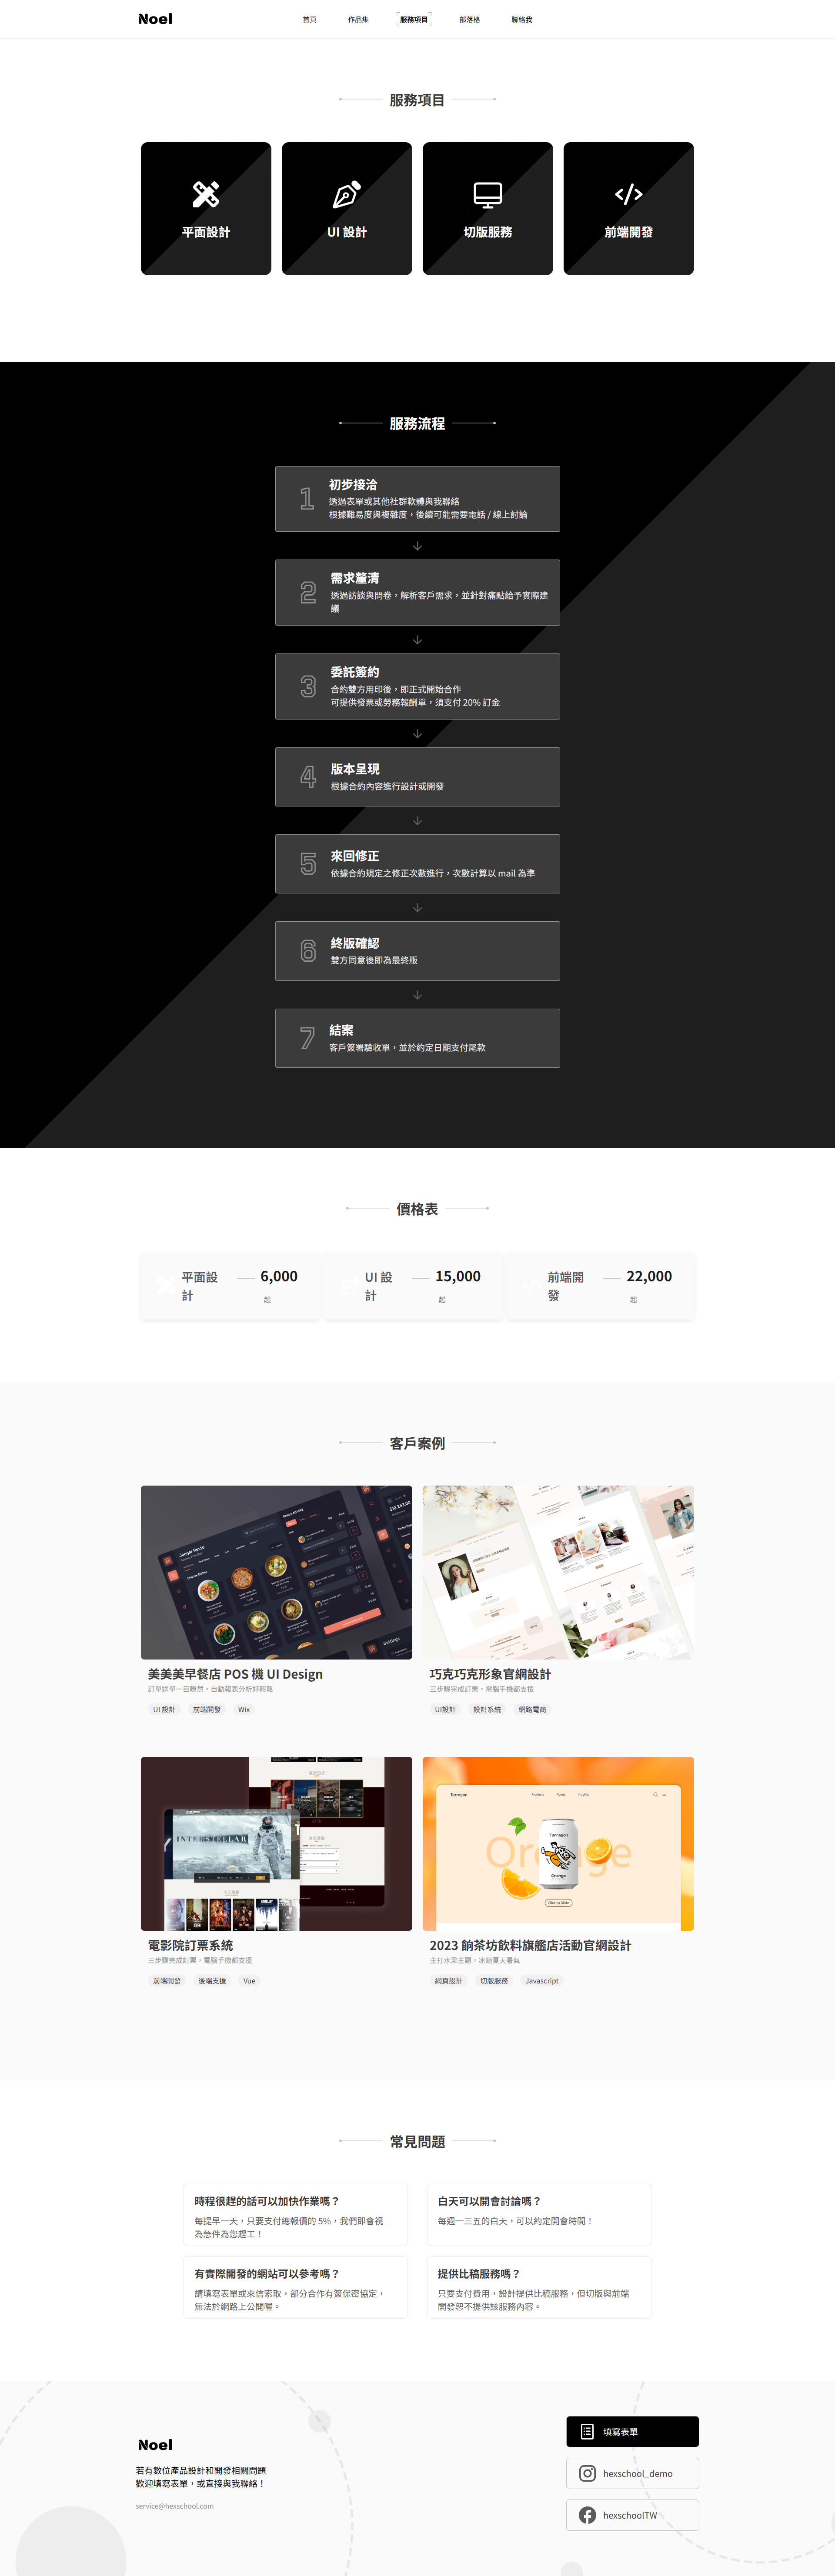 Noel
首頁
作品集
服務項目
部落格
聯絡我
服務項目
平面設計
UI 設計
切版服務
前端開發
服務流程
1
初步接洽
透過表單或其他社群軟體與我聯絡
根據難易度與複雜度，後續可能需要電話 / 線上討論
2
需求釐清
透過訪談與問卷，解析客戶需求，並針對痛點給予實際建
議
3
委託簽約
合約雙方用印後，即正式開始合作
可提供發票或勞務報酬單，須支付 20% 訂金
4
版本呈現
根據合約內容進行設計或開發
5
來回修正
依據合約規定之修正次數進行，次數計算以 mail 為準
6
終版確認
雙方同意後即為最終版
7
結案
客戶簽署驗收單，並於約定日期支付尾款
價格表
平面設
計
6,000
起
UI 設
計
15,000
起
前端開
發
22,000
起
客戶案例
美美美早餐店 POS 機 UI Design
訂單送單一目瞭然，自動報表分析好輕鬆
UI 設計
前端開發
Wix
巧克巧克形象官網設計
三步驟完成訂票，電腦手機都支援
UI設計
設計系統
網路電商
INTERSTELLAR
電影院訂票系統
三步驟完成訂票，電腦手機都支援
前端開發
後端支援
Vue
Tarragon
Products
About
Insights
Orange
Tarragon
Orange
Click to Slide
2023 餉茶坊飲料旗艦店活動官網設計
主打水果主題，冰鎮夏天暑氣
網頁設計
切版服務
Javascript
常見問題
時程很趕的話可以加快作業嗎？
每提早一天，只要支付總報價的 5%，我們即會視
為急件為您趕工！
白天可以開會討論嗎？
每週一三五的白天，可以約定開會時間！
有實際開發的網站可以參考嗎？
請填寫表單或來信索取，部分合作有簽保密協定，
無法於網路上公開喔。
提供比稿服務嗎？
只要支付費用，設計提供比稿服務，但切版與前端
開發恕不提供該服務內容。
Noel
若有數位產品設計和開發相關問題
歡迎填寫表單，或直接與我聯絡！
service@hexschool.com
填寫表單
hexschool_demo
hexschoolTW